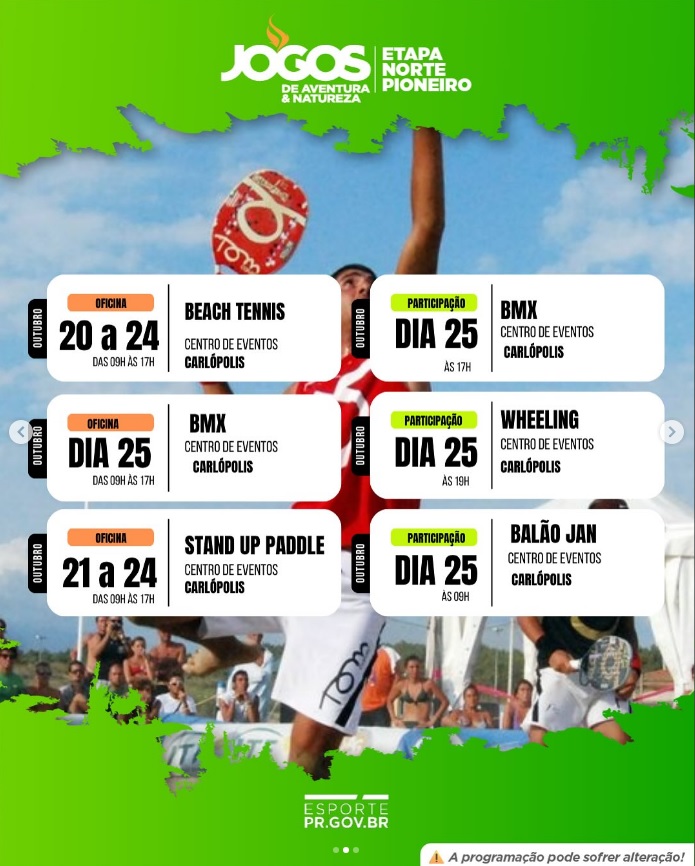 JOGOS
DE AVENTURA
& NATUREZA
ETAPA
NORTE
PIONEIRO
OUTUBRO
OFICINA
20 a 24
DAS 09H ÀS 17H
BEACH TENNIS
CENTRO DE EVENTOS
CARLÓPOLIS
OUTUBRO
PARTICIPAÇÃO
DIA 25
ÀS 17H
BMX
CENTRO DE EVENTOS
CARLÓPOLIS
OUTUBRO
OFICINA
DIA 25
DAS 09H ÀS 17H
BMX
CENTRO DE EVENTOS
CARLÓPOLIS
OUTUBRO
PARTICIPAÇÃO
DIA 25
ÀS 19H
WHEELING
CENTRO DE EVENTOS
CARLÓPOLIS
OUTUBRO
OFICINA
21 a 24
DAS 09H ÀS 17H
STAND UP PADDLE
CENTRO DE EVENTOS
CARLÓPOLIS
OUTUBRO
PARTICIPAÇÃO
DIA 25
ÀS 09H
BALÃO JAN
CENTRO DE EVENTOS
CARLÓPOLIS
TOM
TOM
ESPORTE
PR.GOV.BR
A programação pode sofrer alteração!